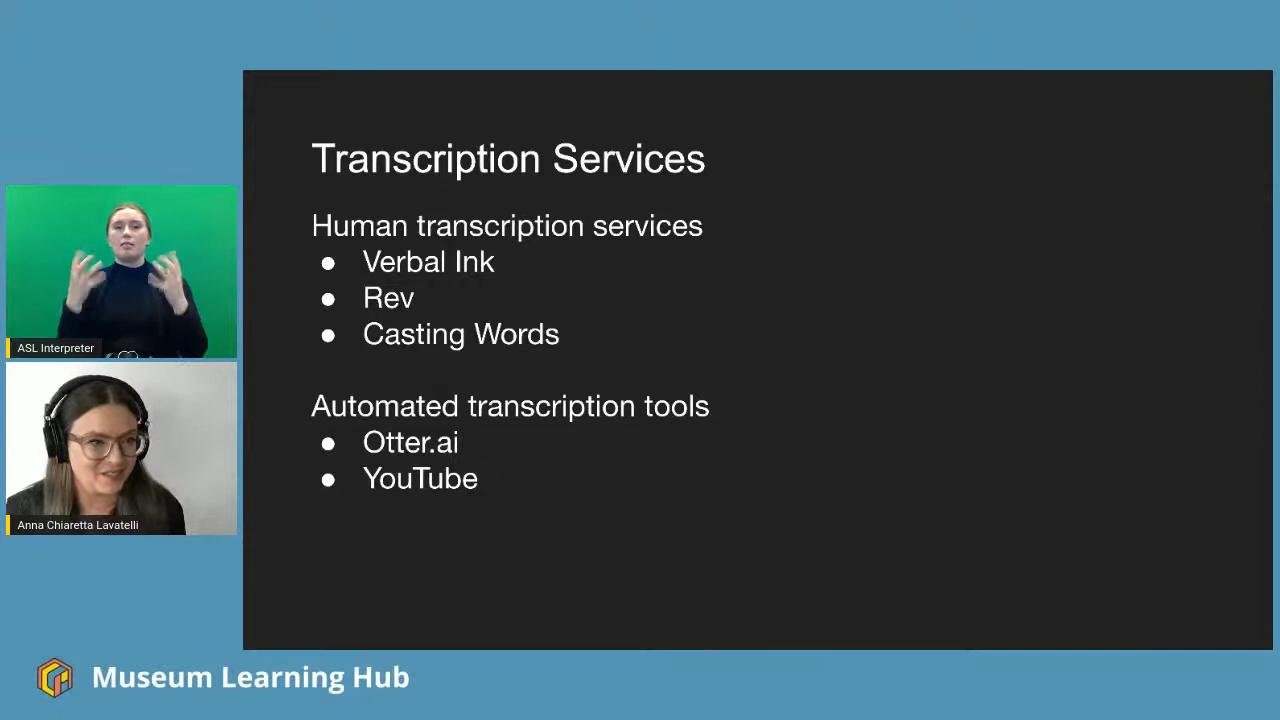 Transcription Services
Human transcription services
● Verbal Ink
● Rev
● Casting Words
Automated transcription tools
● Otter.ai
● YouTube
ASL Interpreter
Anna Chiaretta Lavatelli
Museum Learning Hub